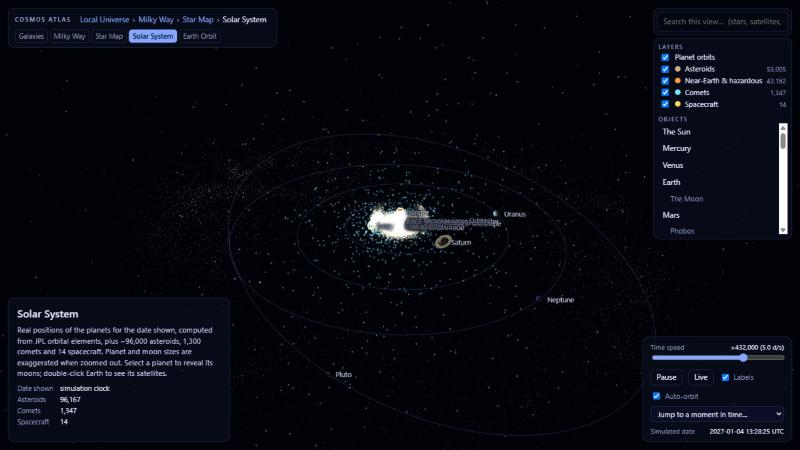 COSMOS ATLAS Local Universe › Milky Way › Star Map › Solar System
Galaxies Milky Way Star Map Solar System Earth Orbit
Search this view... (stars, satellites,
LAYERS
Planet orbits
Asteroids 53,005
Near-Earth & hazardous 43,162
Comets 1,347
Spacecraft 14
OBJECTS
The Sun
Mercury
Venus
Earth
The Moon
Mars
Phobos
Uranus
Saturn
Neptune
Pluto
Solar System
Real positions of the planets for the date shown, computed
from JPL orbital elements, plus ~96,000 asteroids, 1,300
comets and 14 spacecraft. Planet and moon sizes are
exaggerated when zoomed out. Select a planet to reveal its
moons; double-click Earth to see its satellites.
Date shown simulation clock
Asteroids 96,167
Comets 1,347
Spacecraft 14
Time speed ×432,000 (5.0 d/s)
Pause Live Labels
Auto-orbit
Jump to a moment in time...
Simulated date 2027-01-04 13:28:25 UTC